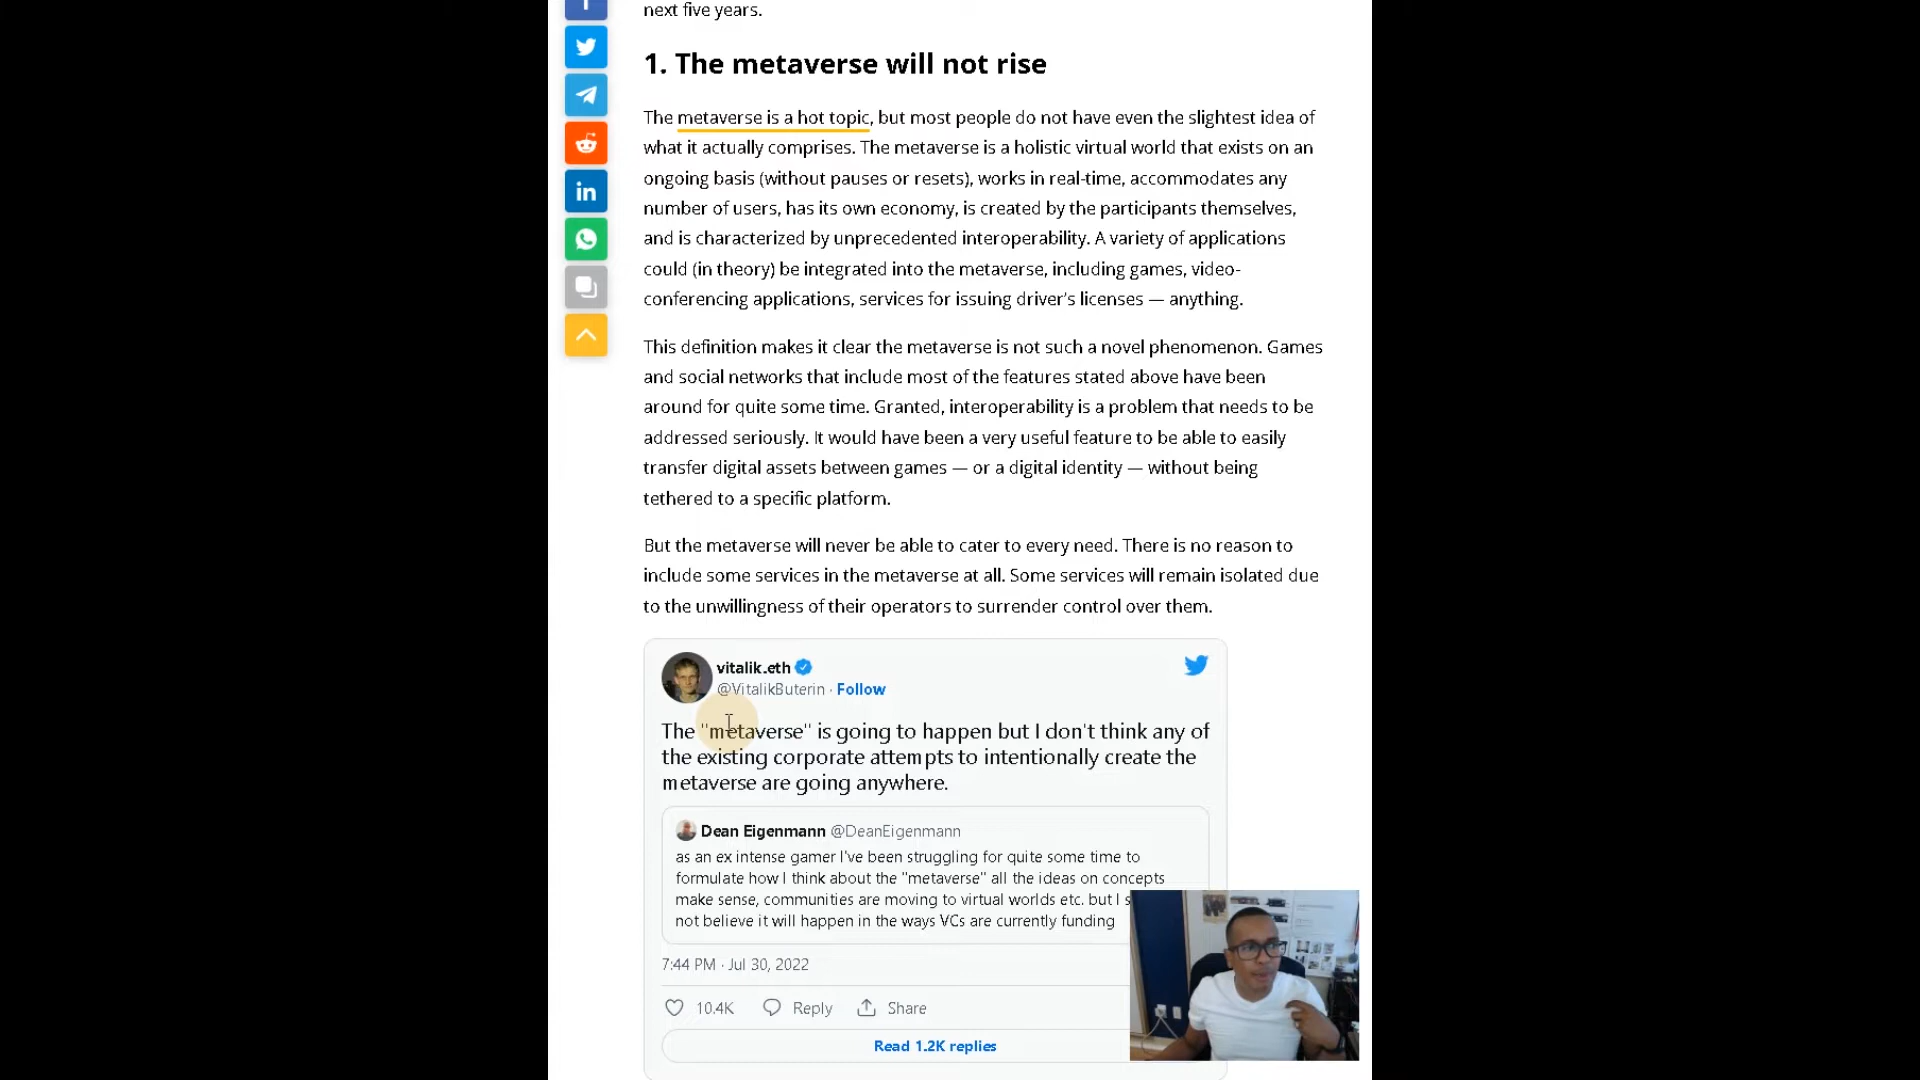 next five years.
1. The metaverse will not rise
The metaverse is a hot topic, but most people do not have even the slightest idea of
what it actually comprises. The metaverse is a holistic virtual world that exists on an
ongoing basis (without pauses or resets), works in real-time, accommodates any
number of users, has its own economy, is created by the participants themselves,
and is characterized by unprecedented interoperability. A variety of applications
could (in theory) be integrated into the metaverse, including games, video-
conferencing applications, services for issuing driver's licenses — anything.
This definition makes it clear the metaverse is not such a novel phenomenon. Games
and social networks that include most of the features stated above have been
around for quite some time. Granted, interoperability is a problem that needs to be
addressed seriously. It would have been a very useful feature to be able to easily
transfer digital assets between games — or a digital identity — without being
tethered to a specific platform.
But the metaverse will never be able to cater to every need. There is no reason to
include some services in the metaverse at all. Some services will remain isolated due
to the unwillingness of their operators to surrender control over them.
vitalik.eth
@VitalikButerin · Follow
The "metaverse" is going to happen but I don't think any of
the existing corporate attempts to intentionally create the
metaverse are going anywhere.
Dean Eigenmann @DeanEigenmann
as an ex intense gamer I've been struggling for quite some time to
formulate how I think about the "metaverse" all the ideas on concepts
make sense, communities are moving to virtual worlds etc. but I
not believe it will happen in the ways VCs are currently funding
7:44 PM · Jul 30, 2022
10.4K Reply Share
Read 1.2K replies